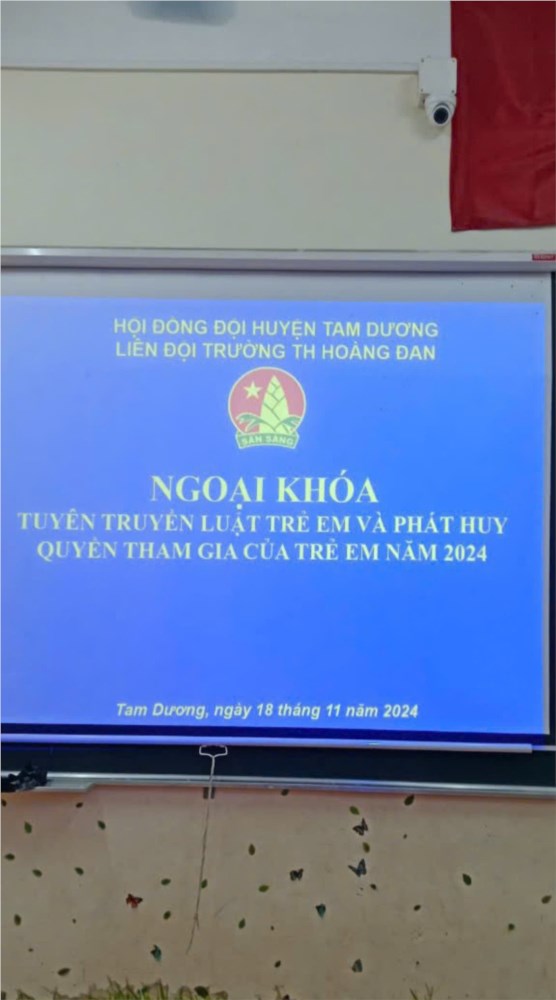 HỘI ĐỒNG ĐỘI HUYỆN TAM DƯƠNG
LIÊN ĐỘI TRƯỜNG TH HOÀNG ĐAN
SẴN SÀNG
NGOẠI KHÓA
TUYÊN TRUYỀN LUẬT TRẺ EM VÀ PHÁT HUY
QUYỀN THAM GIA CỦA TRẺ EM NĂM 2024
Tam Dương, ngày 18 tháng 11 năm 2024